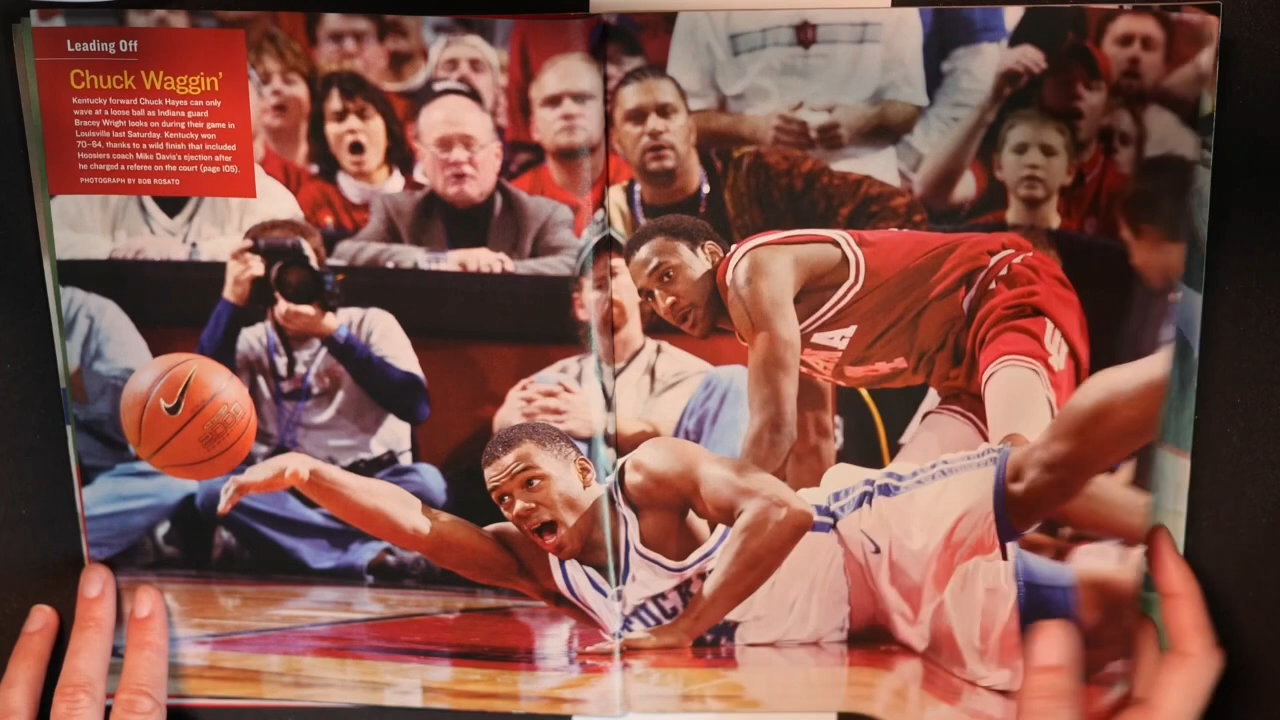 Leading Off
Chuck Waggin'
Kentucky forward Chuck Hayes can only
wave at a loose ball as Indiana guard
Bracey Wright looks on during their game in
Louisville last Saturday. Kentucky won
70–64, thanks to a wild finish that included
Hoosiers coach Mike Davis's ejection after
he charged a referee on the court (page 105).
PHOTOGRAPH BY BOB ROSATO